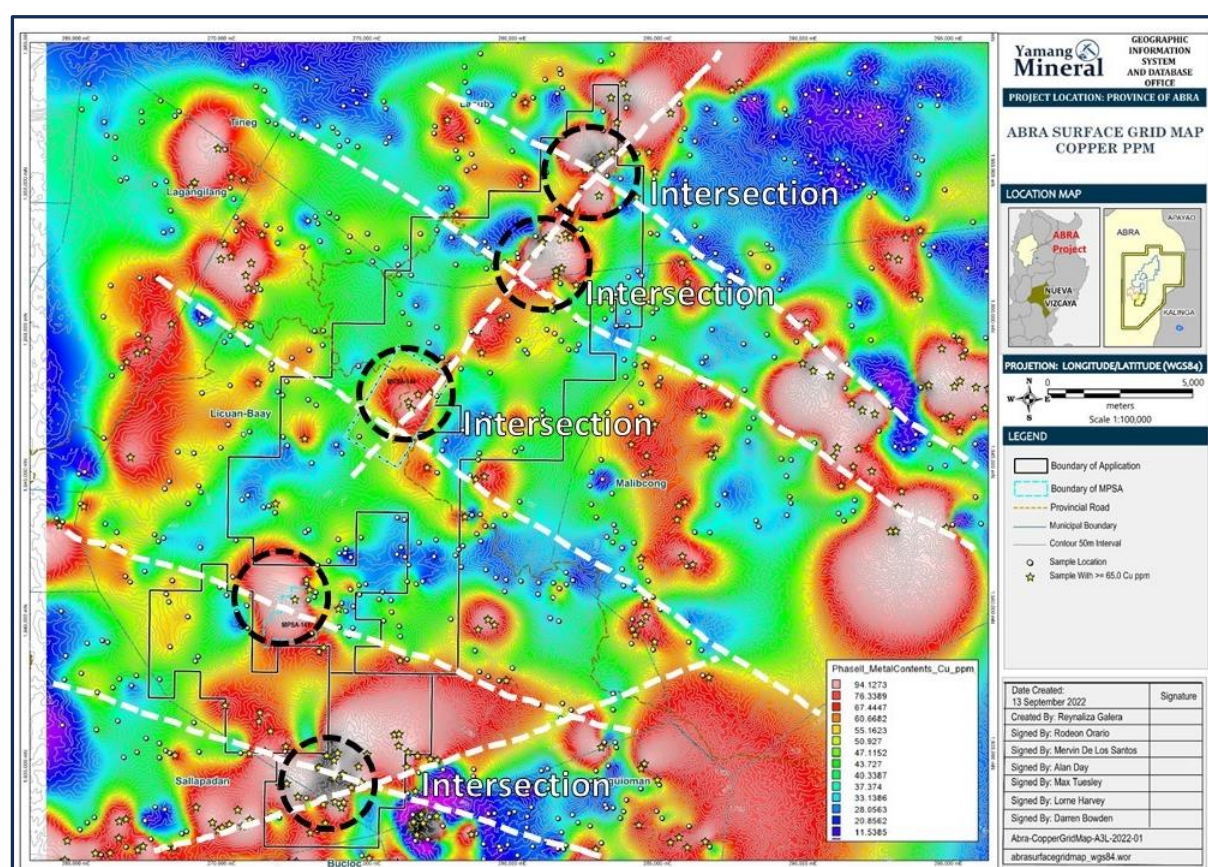 Yamang
Mineral
GEOGRAPHIC
INFORMATION
SYSTEM
AND DATABASE
OFFICE
PROJECT LOCATION: PROVINCE OF ABRA
ABRA SURFACE GRID MAP
COPPER PPM
LOCATION MAP
ABRA
Project
NUEVA
VIZCAYA
ABRA
APAYAO
KALINGA
PROJECTION: LONGITUDE/LATITUDE (WGS84)
N
W E
S
0 5,000
meters
Scale 1:100,000
LEGEND
Boundary of Application
Boundary of MPSA
Provincial Road
Municipal Boundary
Contour 50m Interval
Sample Location
Sample With >= 65.0 Cu ppm
Date Created:
13 September 2022
Signature
Created By: Reynaliza Galera
Signed By: Rodeon Orario
Signed By: Mervin De Los Santos
Signed By: Alan Day
Signed By: Max Tuesley
Signed By: Lorne Harvey
Signed By: Darren Bowden
Abra-CopperGridMap-A3L-2022-01
abrasurfacegridmap_wgs84.wor
Tineg
Lagangilang
Intersection
Intersection
Licuan-Baay
Intersection
Malibcong
Sallapadan
Intersection
Bucloc
PhaseII_MetalContents_Cu_ppm
94.1273
76.3389
67.4447
60.6682
55.1623
50.927
47.1152
43.727
40.3387
37.374
33.1386
28.0563
20.8562
11.5385